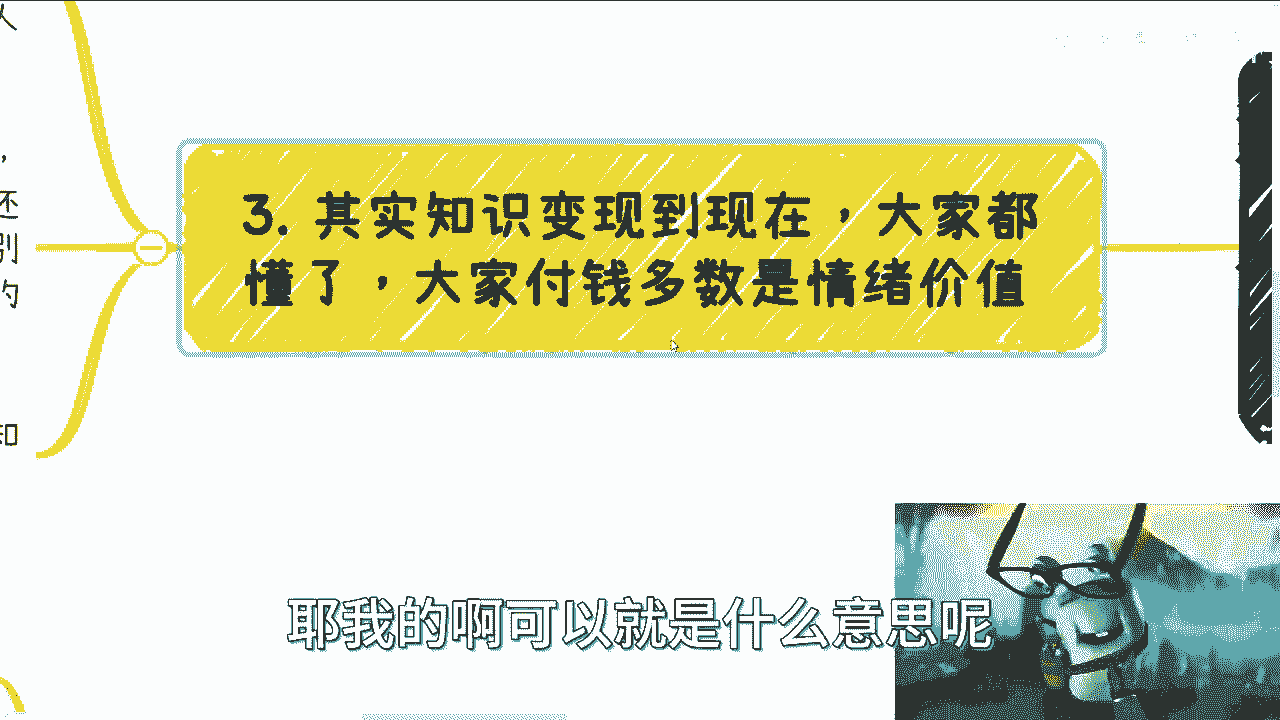 人
，
还
别
的
知
3. 其实知识变现到现在，大家都
懂了，大家付钱多数是情绪价值
耶我的啊可以就是什么意思呢